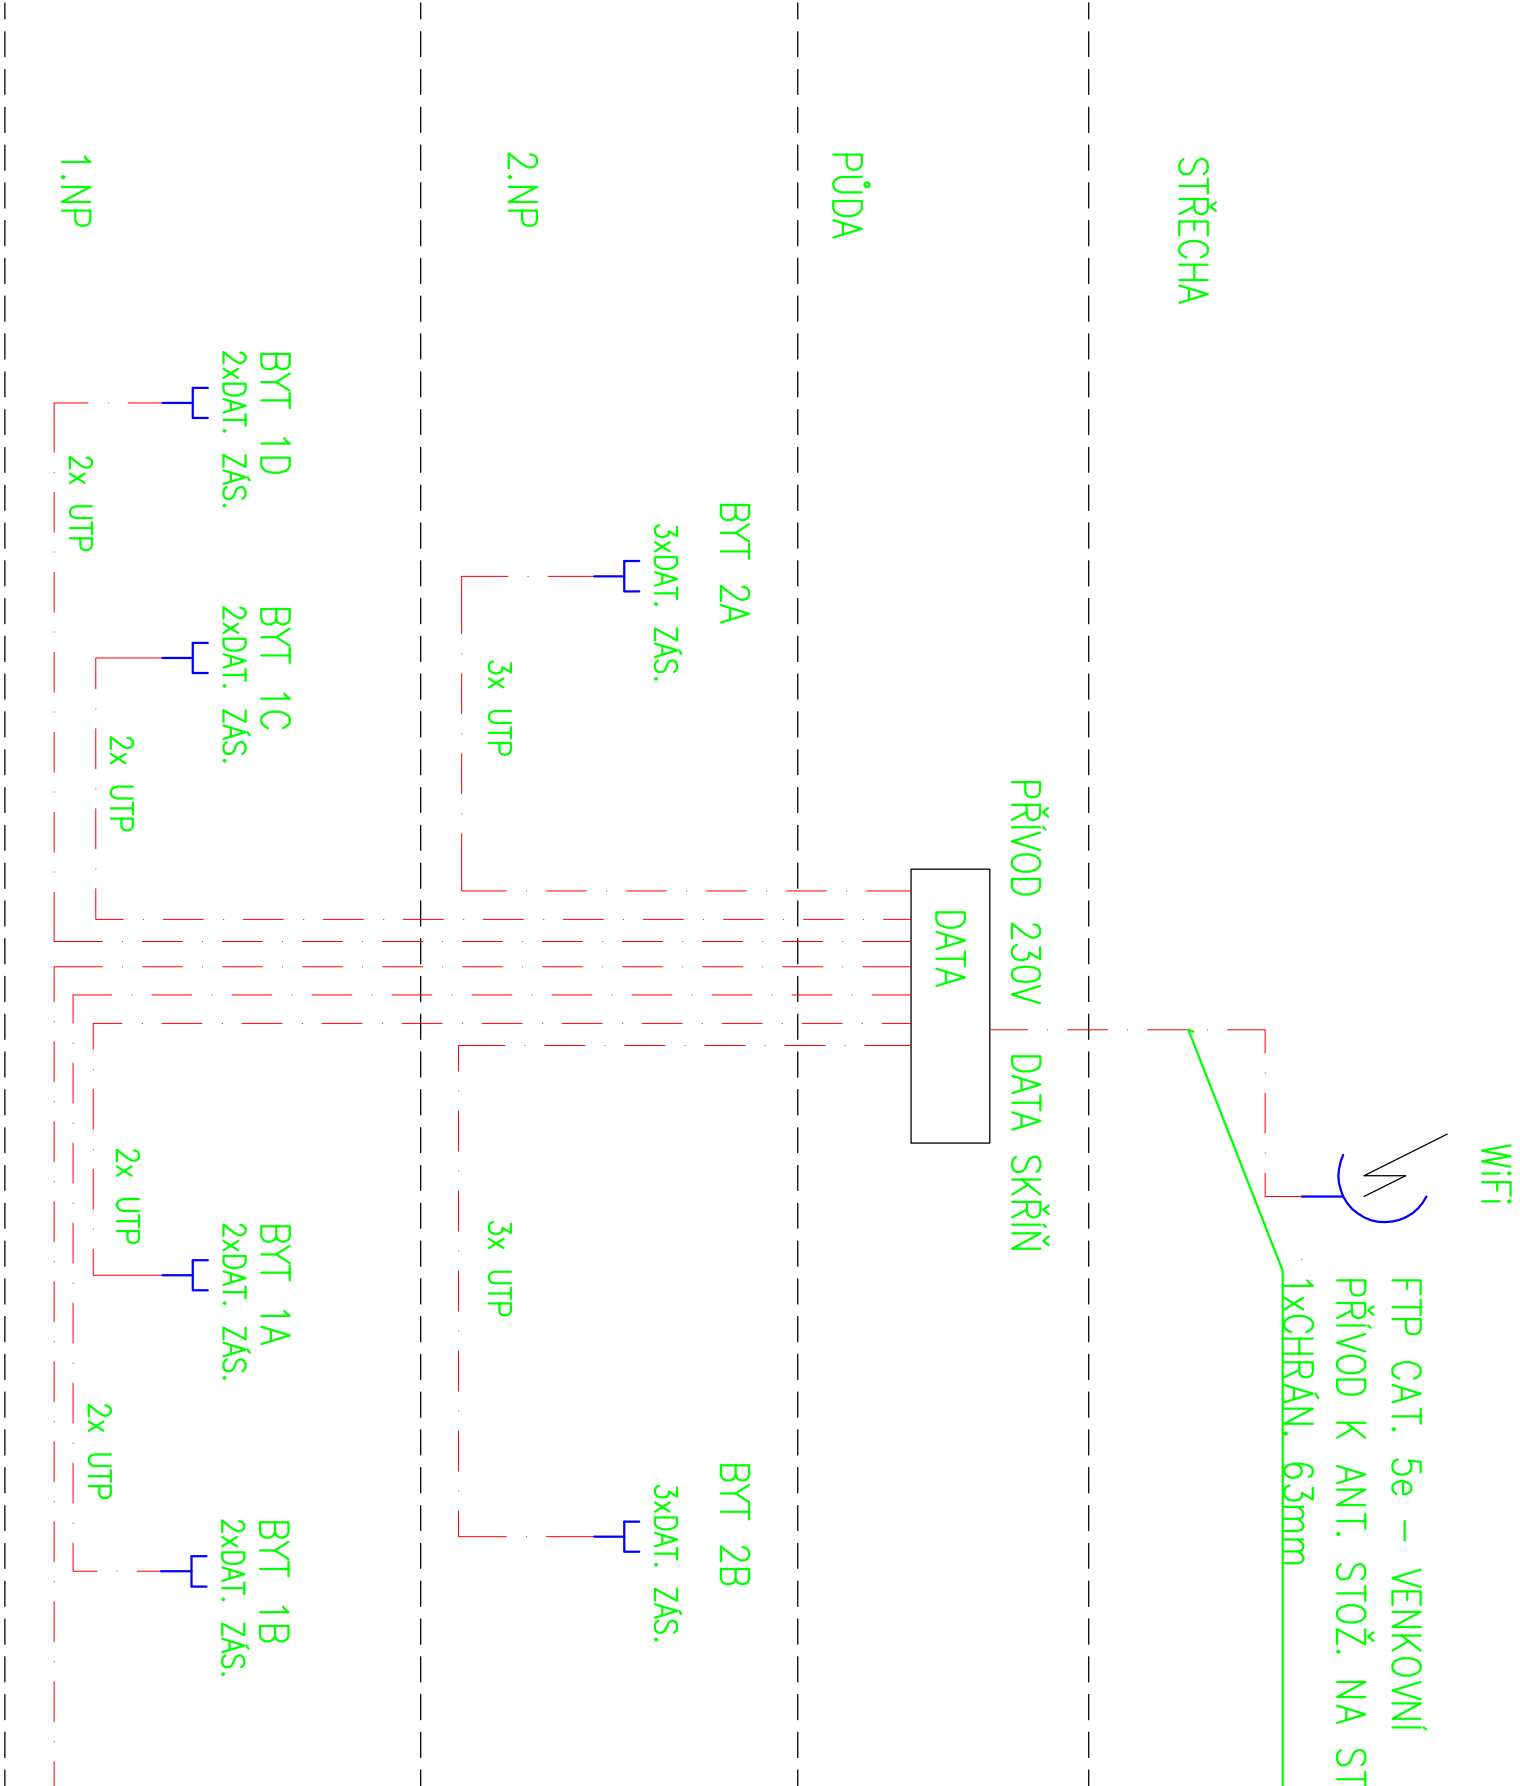 WiFi
FTP CAT. 5e – VENKOVNÍ
PŘÍVOD K ANT. STOŽ. NA ST
1xCHRÁN. 63mm
STŘECHA
PŘÍVOD 230V DATA SKŘÍŇ
DATA
PŮDA
BYT 2A
3xDAT. ZÁS.
BYT 2B
3xDAT. ZÁS.
2.NP
3x UTP
3x UTP
BYT 1D
2xDAT. ZÁS.
BYT 1C
2xDAT. ZÁS.
BYT 1A
2xDAT. ZÁS.
BYT 1B
2xDAT. ZÁS.
1.NP
2x UTP
2x UTP
2x UTP
2x UTP